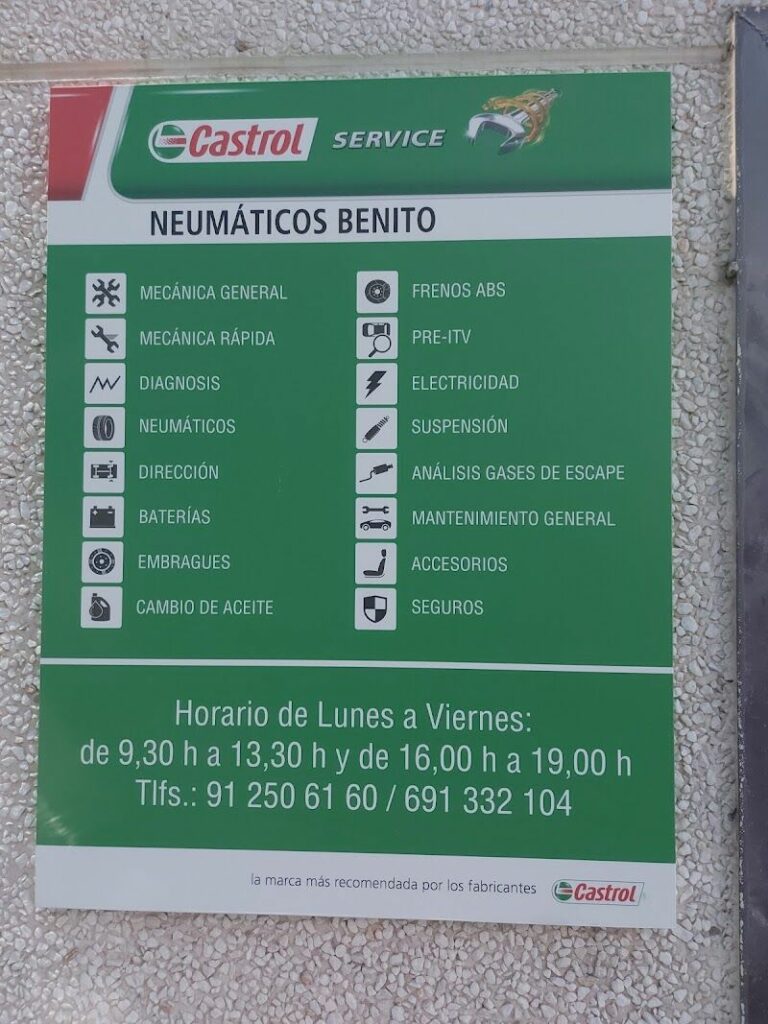 Castrol SERVICE
NEUMÁTICOS BENITO
MECÁNICA GENERAL
MECÁNICA RÁPIDA
DIAGNOSIS
NEUMÁTICOS
DIRECCIÓN
BATERÍAS
EMBRAGUES
CAMBIO DE ACEITE
FRENOS ABS
PRE-ITV
ELECTRICIDAD
SUSPENSIÓN
ANÁLISIS GASES DE ESCAPE
MANTENIMIENTO GENERAL
ACCESORIOS
SEGUROS
Horario de Lunes a Viernes:
de 9,30 h a 13,30 h y de 16,00 h a 19,00 h
Tlfs.: 91 250 61 60 / 691 332 104
la marca más recomendada por los fabricantes Castrol